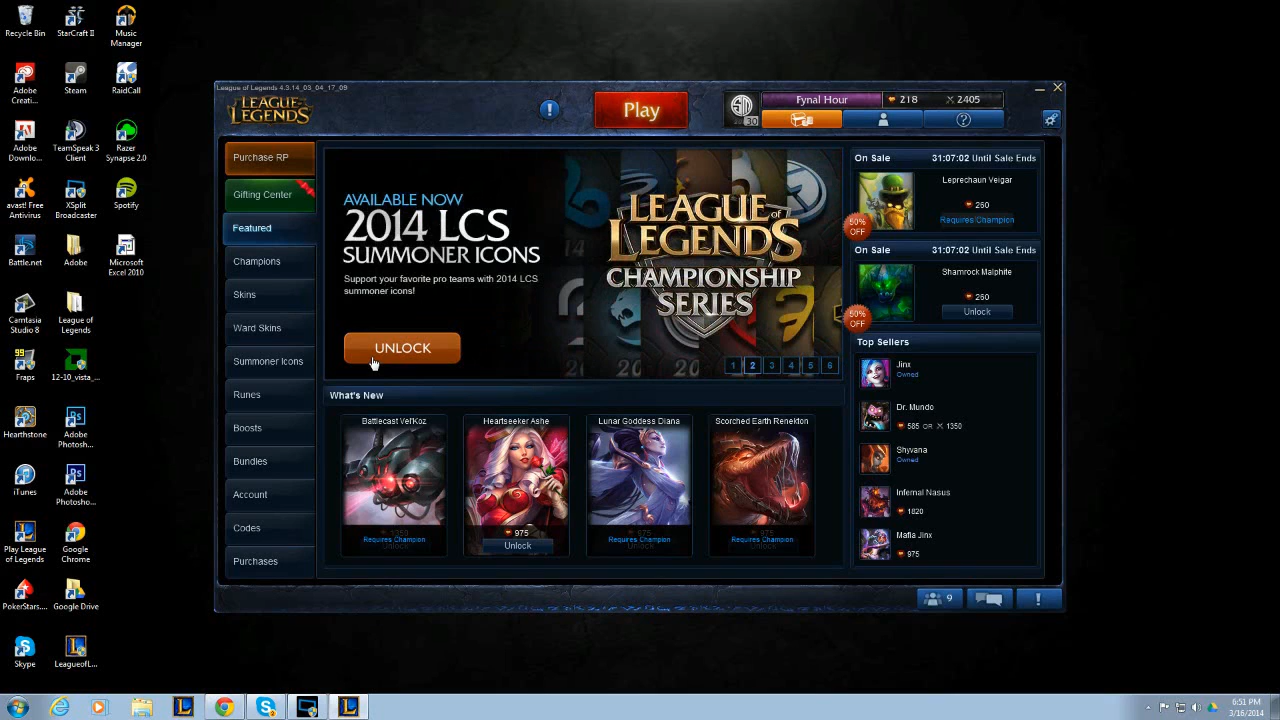 Recycle Bin
StarCraft II
Music
Manager
Adobe
Creati...
Steam
RaidCall
Adobe
Downlo...
TeamSpeak 3
Client
Razer
Synapse 2.0
avast! Free
Antivirus
XSplit
Broadcaster
Spotify
Battle.net
Adobe
Microsoft
Excel 2010
Camtasia
Studio 8
League of
Legends
99
Fraps
12-10_vista_...
Hearthstone
Adobe
Photosh...
iTunes
Adobe
Photosho...
Play League
of Legends
Google
Chrome
PokerStars....
Google Drive
Skype
LeagueofL...
League of Legends 4.3.14_03_04_17_09
LEAGUE of
LEGENDS
Play
30
Fynal Hour
218
2405
Purchase RP
Gifting Center
Featured
Champions
Skins
Ward Skins
Summoner Icons
Runes
Boosts
Bundles
Account
Codes
Purchases
AVAILABLE NOW
2014 LCS
SUMMONER ICONS
Support your favorite pro teams with 2014 LCS
summoner icons!
UNLOCK
LEAGUE of
LEGENDS
CHAMPIONSHIP
SERIES
1 2 3 4 5 6
What's New
Battlecast Vel'Koz
Requires Champion
Heartseeker Ashe
975
Unlock
Lunar Goddess Diana
975
Requires Champion
Unlock
Scorched Earth Renekton
975
Requires Champion
Unlock
On Sale
31:07:02 Until Sale Ends
Leprechaun Veigar
260
Requires Champion
50%
OFF
On Sale
31:07:02 Until Sale Ends
Shamrock Malphite
260
Unlock
50%
OFF
Top Sellers
Jinx
Owned
Dr. Mundo
585 OR 1350
Shyvana
Owned
Infernal Nasus
1820
Mafia Jinx
975
9
6:51 PM
3/16/2014